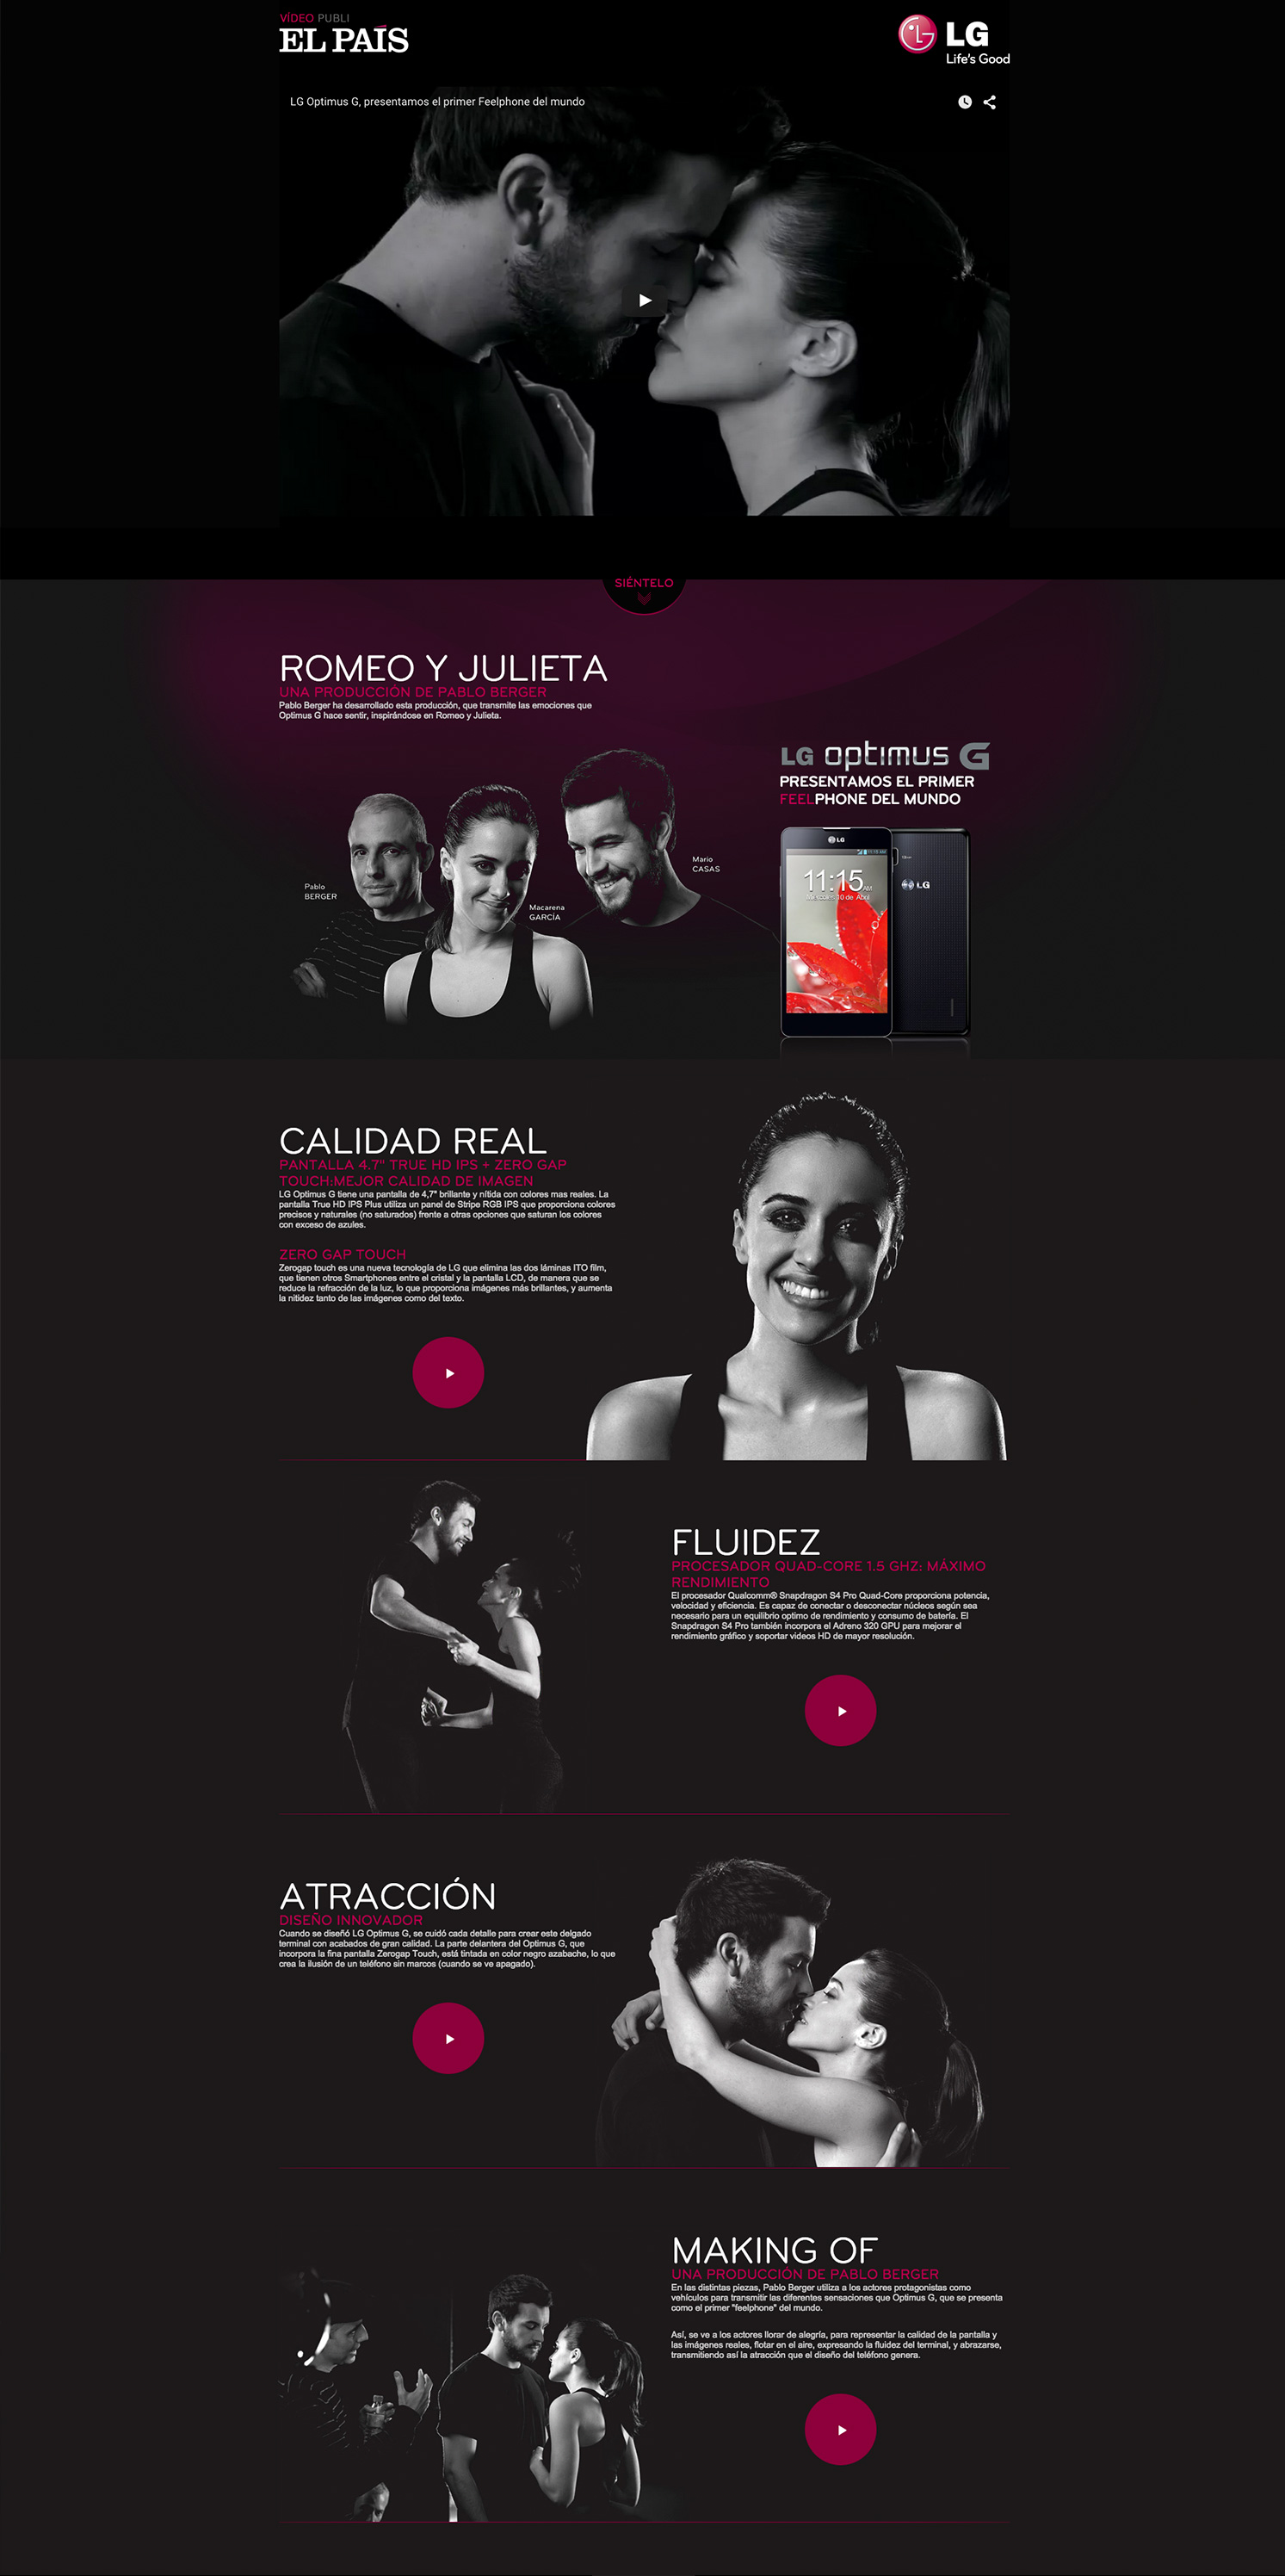 VÍDEO PUBLI
EL PAÍS
LG
Life's Good
LG Optimus G, presentamos el primer Feelphone del mundo
SIÉNTELO
ROMEO Y JULIETA
UNA PRODUCCIÓN DE PABLO BERGER
Pablo Berger ha desarrollado esta producción, que transmite las emociones que
Optimus G hace sentir, inspirándose en Romeo y Julieta.
LG optimus G
PRESENTAMOS EL PRIMER
FEELPHONE DEL MUNDO
Pablo
BERGER
Macarena
GARCÍA
Mario
CASAS
LG
11:15 AM
11:15 AM
Miércoles 10 de Abril
LG
CALIDAD REAL
PANTALLA 4.7" TRUE HD IPS + ZERO GAP
TOUCH:MEJOR CALIDAD DE IMAGEN
LG Optimus G tiene una pantalla de 4,7" brillante y nítida con colores mas reales. La
pantalla True HD IPS Plus utiliza un panel de Stripe RGB IPS que proporciona colores
precisos y naturales (no saturados) frente a otras opciones que saturan los colores
con exceso de azules.
ZERO GAP TOUCH
Zerogap touch es una nueva tecnología de LG que elimina las dos láminas ITO film,
que tienen otros Smartphones entre el cristal y la pantalla LCD, de manera que se
reduce la refracción de la luz, lo que proporciona imágenes más brillantes, y aumenta
la nitidez tanto de las imágenes como del texto.
FLUIDEZ
PROCESADOR QUAD-CORE 1.5 GHZ: MÁXIMO
RENDIMIENTO
El procesador Qualcomm® Snapdragon S4 Pro Quad-Core proporciona potencia,
velocidad y eficiencia. Es capaz de conectar o desconectar núcleos según sea
necesario para un equilibrio optimo de rendimiento y consumo de batería. El
Snapdragon S4 Pro también incorpora el Adreno 320 GPU para mejorar el
rendimiento gráfico y soportar videos HD de mayor resolución.
ATRACCIÓN
DISEÑO INNOVADOR
Cuando se diseñó LG Optimus G, se cuidó cada detalle para crear este delgado
terminal con acabados de gran calidad. La parte delantera del Optimus G, que
incorpora la fina pantalla Zerogap Touch, está tintada en color negro azabache, lo que
crea la ilusión de un teléfono sin marcos (cuando se ve apagado).
MAKING OF
UNA PRODUCCIÓN DE PABLO BERGER
En las distintas piezas, Pablo Berger utiliza a los actores protagonistas como
vehículos para transmitir las diferentes sensaciones que Optimus G, que se presenta
como el primer "feelphone" del mundo.
Así, se ve a los actores llorar de alegría, para representar la calidad de la pantalla y
las imágenes reales, flotar en el aire, expresando la fluidez del terminal, y abrazarse,
transmitiendo así la atracción que el diseño del teléfono genera.